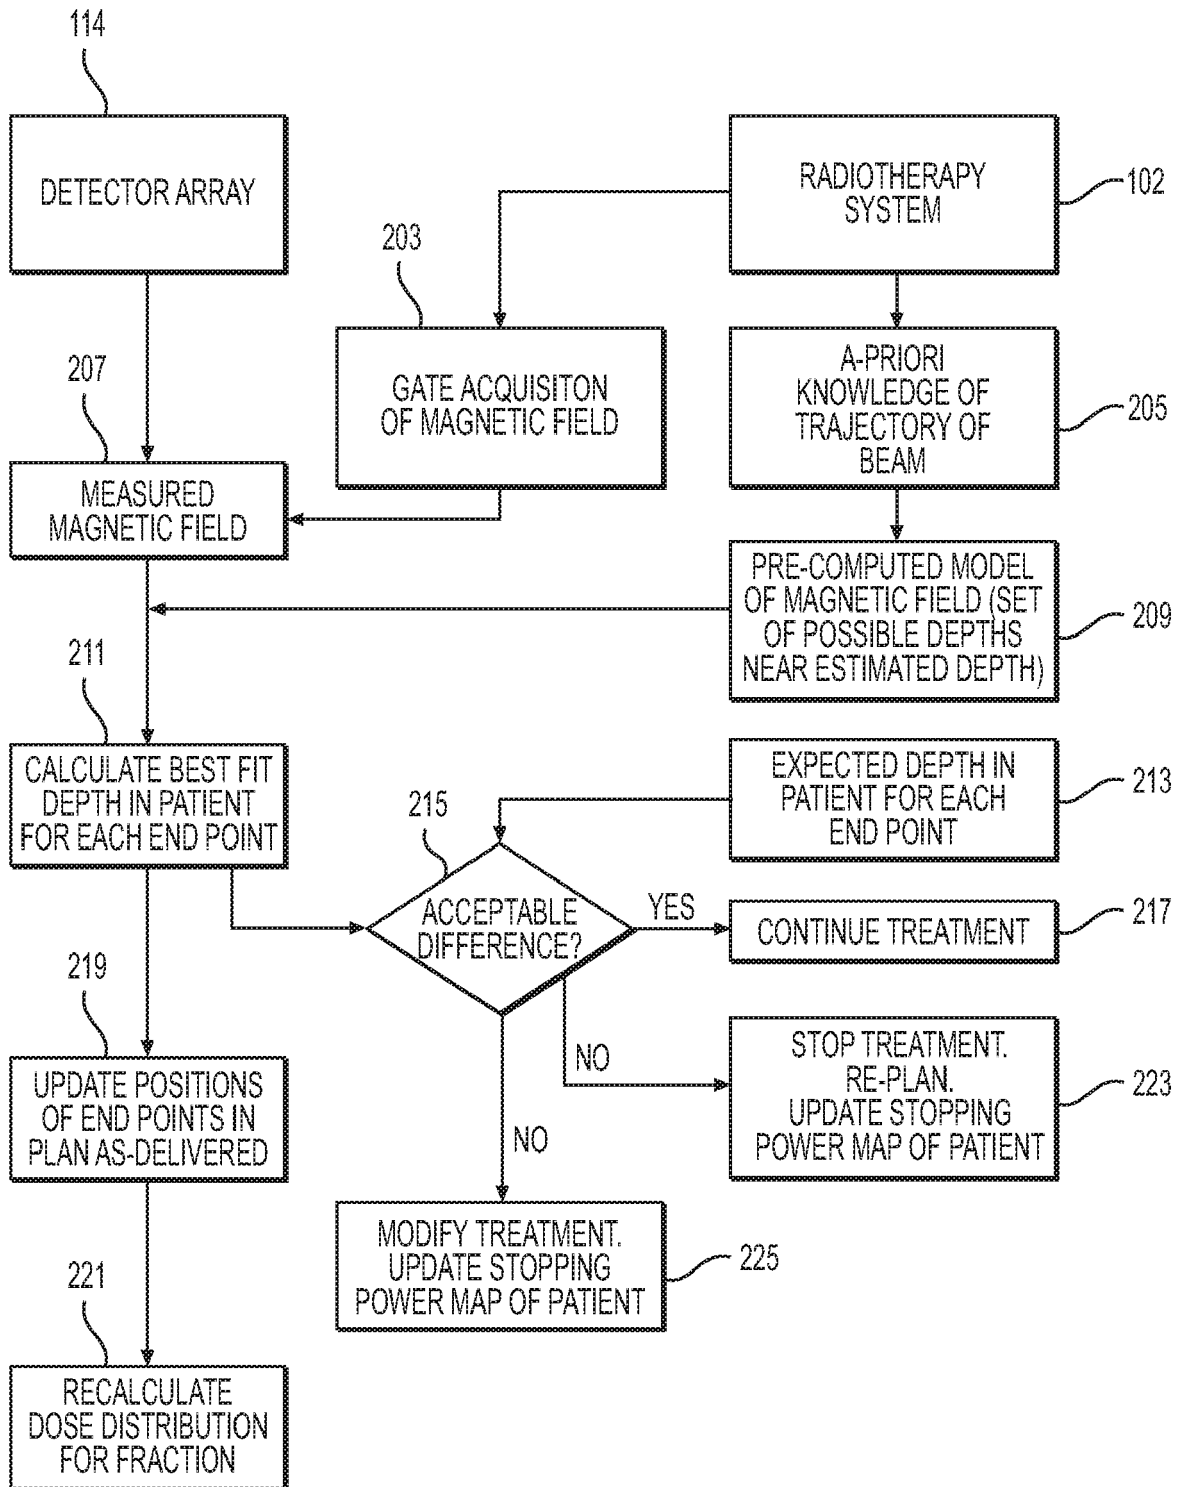 114
DETECTOR ARRAY
RADIOTHERAPY
SYSTEM
102
203
GATE ACQUISITON
OF MAGNETIC FIELD
A-PRIORI
KNOWLEDGE OF
TRAJECTORY OF
BEAM
205
207
MEASURED
MAGNETIC FIELD
PRE-COMPUTED MODEL
OF MAGNETIC FIELD (SET
OF POSSIBLE DEPTHS
NEAR ESTIMATED DEPTH)
209
211
CALCULATE BEST FIT
DEPTH IN PATIENT
FOR EACH END POINT
EXPECTED DEPTH IN
PATIENT FOR EACH
END POINT
213
215
ACCEPTABLE
DIFFERENCE?
YES
CONTINUE TREATMENT
217
219
UPDATE POSITIONS
OF END POINTS IN
PLAN AS-DELIVERED
NO
STOP TREATMENT.
RE-PLAN.
UPDATE STOPPING
POWER MAP OF PATIENT
223
NO
MODIFY TREATMENT.
UPDATE STOPPING
POWER MAP OF PATIENT
225
221
RECALCULATE
DOSE DISTRIBUTION
FOR FRACTION